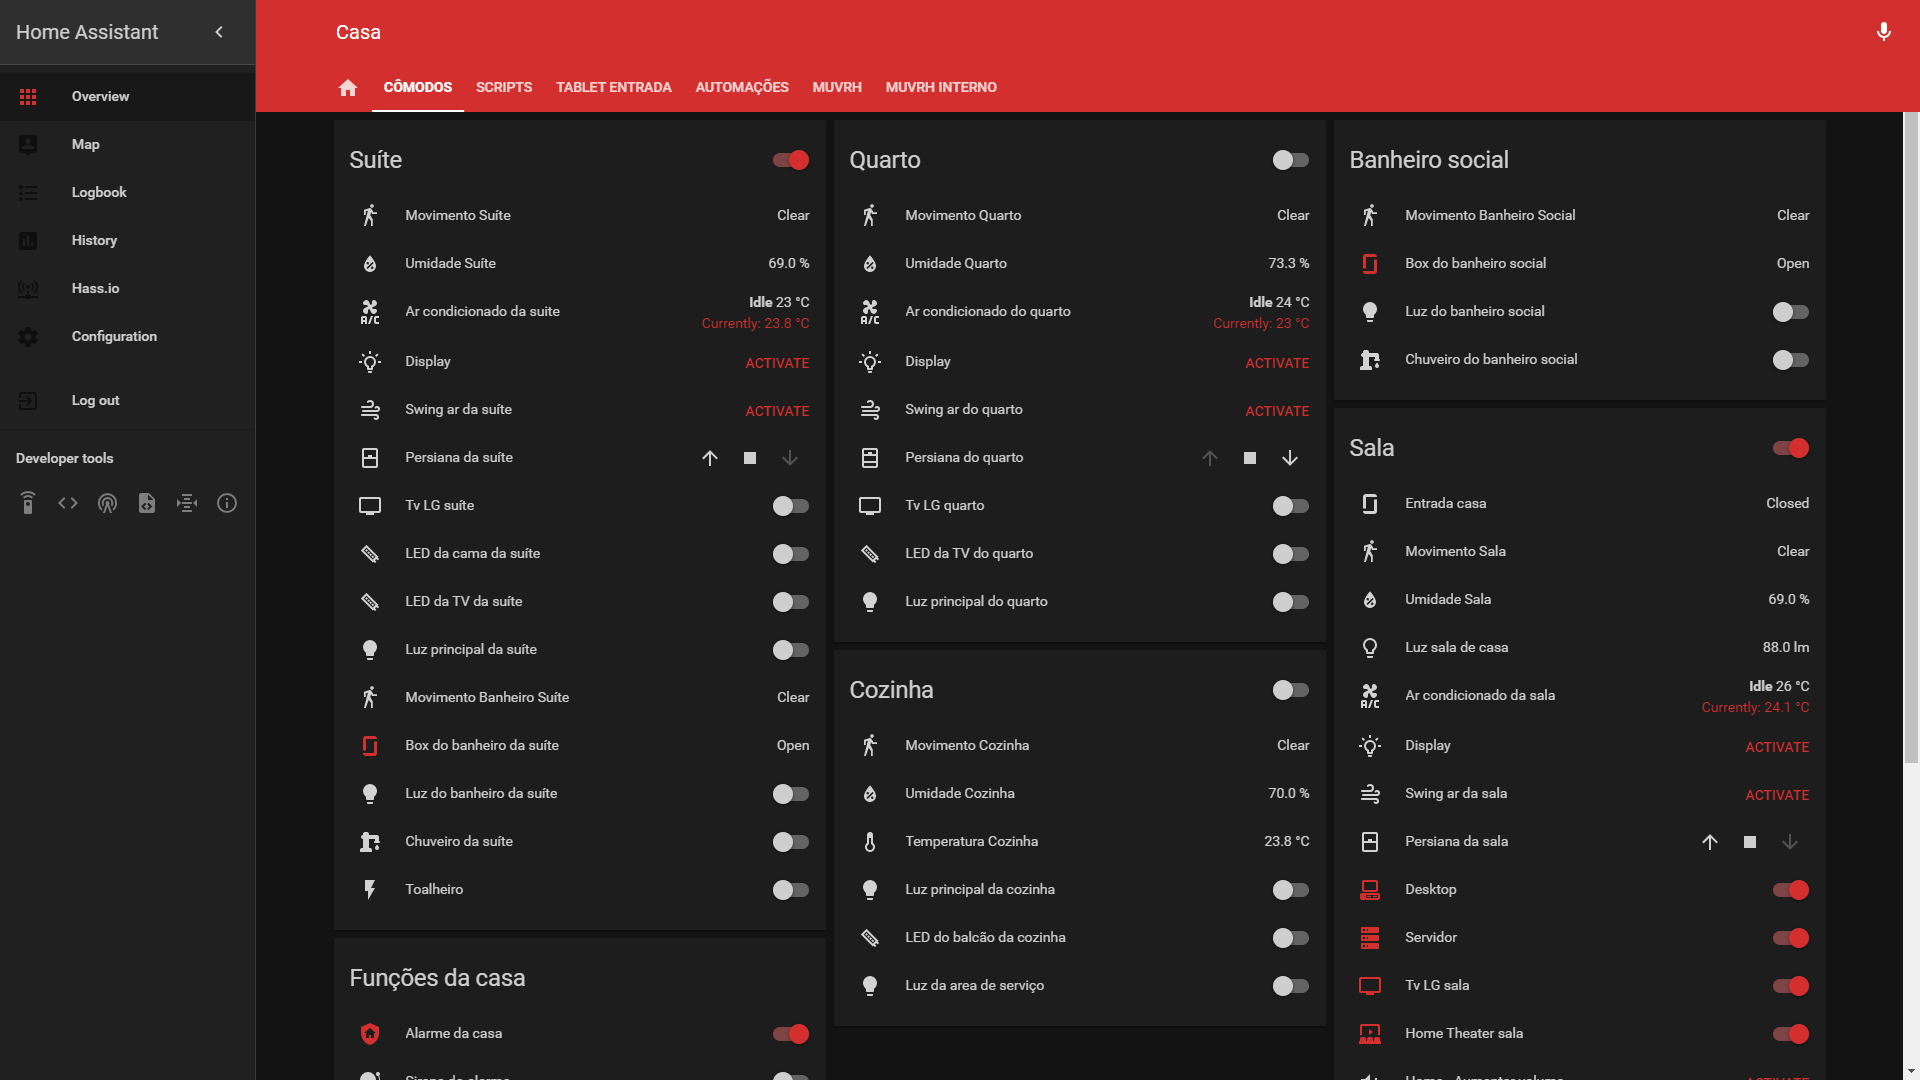 Home Assistant
Casa
CÔMODOS SCRIPTS TABLET ENTRADA AUTOMAÇÕES MUVRH MUVRH INTERNO
Overview
Map
Logbook
History
Hass.io
Configuration
Log out
Developer tools
Suíte
Movimento Suíte Clear
Umidade Suíte 69.0 %
Ar condicionado da suite Idle 23 °C
Currently: 23.8 °C
Display ACTIVATE
Swing ar da suíte ACTIVATE
Persiana da suíte
Tv LG suíte
LED da cama da suíte
LED da TV da suíte
Luz principal da suíte
Movimento Banheiro Suíte Clear
Box do banheiro da suíte Open
Luz do banheiro da suíte
Chuveiro da suíte
Toalheiro
Funções da casa
Alarme da casa
Quarto
Movimento Quarto Clear
Umidade Quarto 73.3 %
Ar condicionado do quarto Idle 24 °C
Currently: 23 °C
Display ACTIVATE
Swing ar do quarto ACTIVATE
Persiana do quarto
Tv LG quarto
LED da TV do quarto
Luz principal do quarto
Cozinha
Movimento Cozinha Clear
Umidade Cozinha 70.0 %
Temperatura Cozinha 23.8 °C
Luz principal da cozinha
LED do balcão da cozinha
Luz da area de serviço
Banheiro social
Movimento Banheiro Social Clear
Box do banheiro social Open
Luz do banheiro social
Chuveiro do banheiro social
Sala
Entrada casa Closed
Movimento Sala Clear
Umidade Sala 69.0 %
Luz sala de casa 88.0 lm
A/C Ar condicionado da sala Idle 26 °C
Currently: 24.1 °C
Display ACTIVATE
Swing ar da sala ACTIVATE
Persiana da sala
Desktop
Servidor
Tv LG sala
Home Theater sala